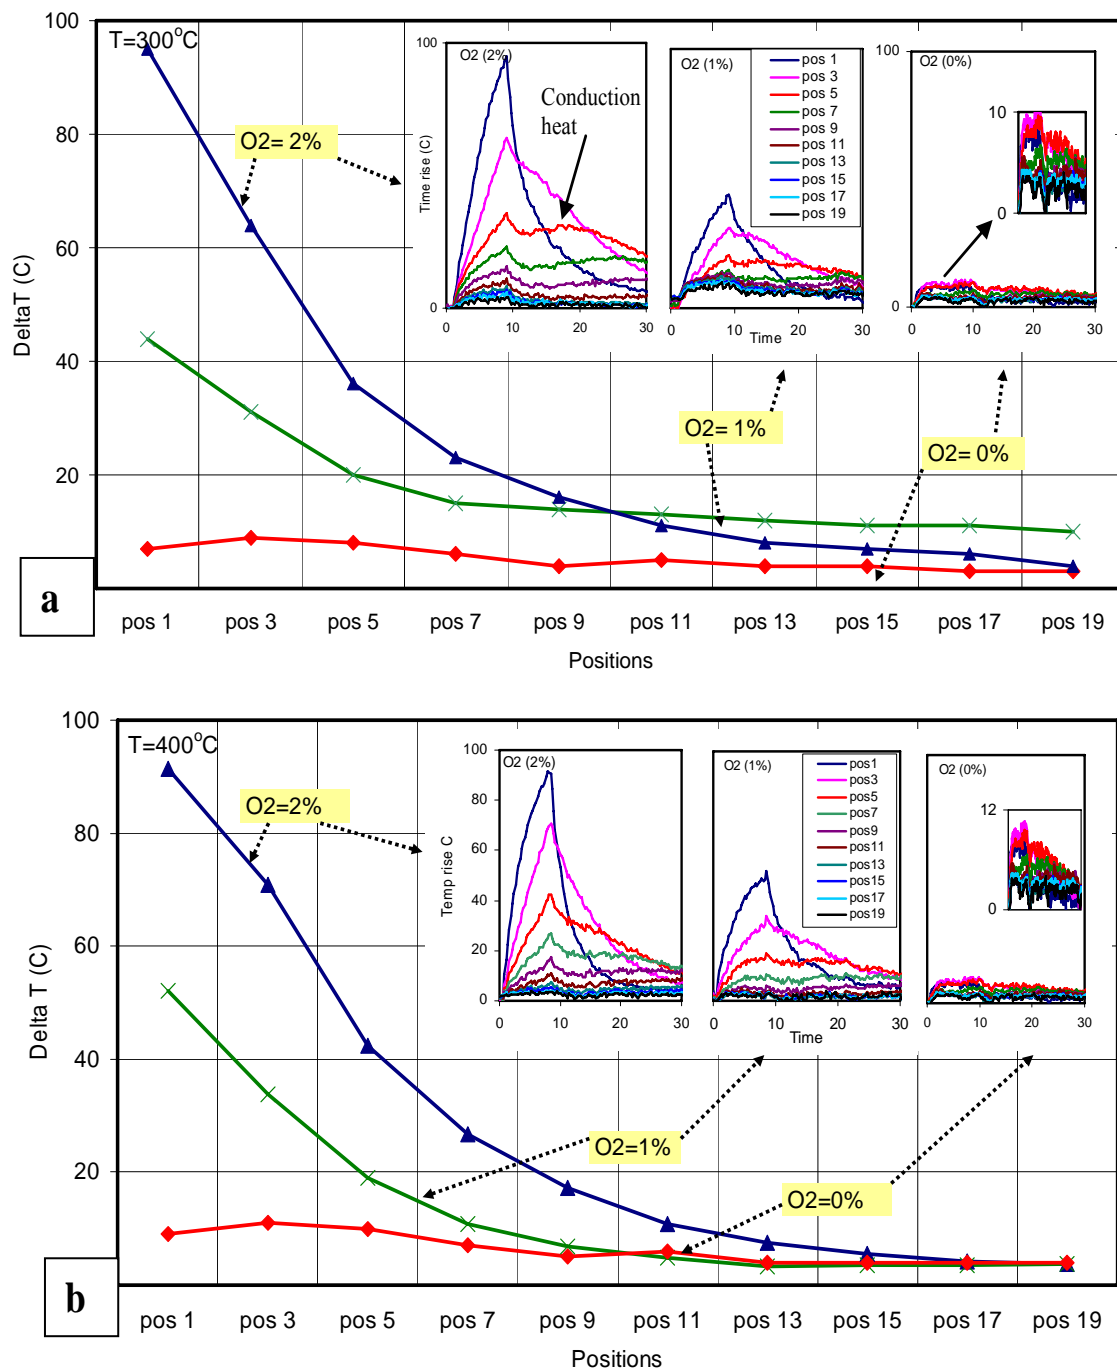 100
80
60
40
20
DeltaT (C)
T=300°C
O2= 2%
100
0
Time rise (C)
O2 (2%)
Conduction
heat
0 10 20 30
O2 (1%)
pos 1
pos 3
pos 5
pos 7
pos 9
pos 11
pos 13
pos 15
pos 17
pos 19
0 10 20 30
Time
100
0
O2 (0%)
10
0
0 10 20 30
O2= 1%
O2= 0%
a
pos 1 pos 3 pos 5 pos 7 pos 9 pos 11 pos 13 pos 15 pos 17 pos 19
Positions
100
80
60
40
20
Delta T (C)
T=400°C
O2=2%
100
80
60
40
20
0
Temp rise C
O2 (2%)
0 10 20 30
O2 (1%)
pos1
pos3
pos5
pos7
pos9
pos11
pos13
pos15
pos17
pos19
0 10 20 30
Time
O2 (0%)
12
0
0 10 20 30
O2=1%
O2=0%
b
pos 1 pos 3 pos 5 pos 7 pos 9 pos 11 pos 13 pos 15 pos 17 pos 19
Positions